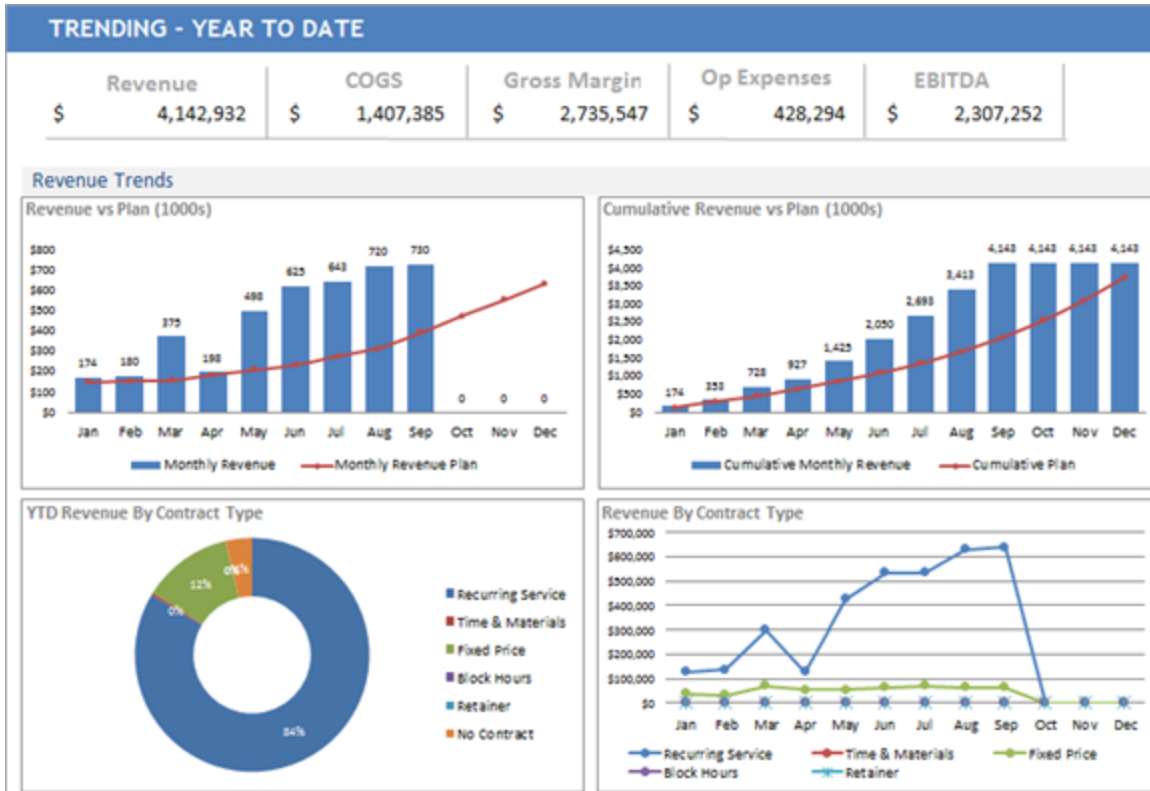 TRENDING - YEAR TO DATE
Revenue COGS Gross Margin Op Expenses EBITDA
$ 4,142,932 $ 1,407,385 $ 2,735,547 $ 428,294 $ 2,307,252
Revenue Trends
Revenue vs Plan (1000s)
$800
$700
$600
$500
$400
$300
$200
$100
$0
174 180 375 198 498 625 643 720 730 0 0 0
Jan Feb Mar Apr May Jun Jul Aug Sep Oct Nov Dec
Monthly Revenue Monthly Revenue Plan
Cumulative Revenue vs Plan (1000s)
$4,500
$4,000
$3,500
$3,000
$2,500
$2,000
$1,500
$1,000
$500
$0
174 353 728 927 1,425 2,050 2,693 3,413 4,143 4,143 4,143 4,143
Jan Feb Mar Apr May Jun Jul Aug Sep Oct Nov Dec
Cumulative Monthly Revenue Cumulative Plan
YTD Revenue By Contract Type
12%
0%
84%
Recurring Service
Time & Materials
Fixed Price
Block Hours
Retainer
No Contract
Revenue By Contract Type
$700,000
$600,000
$500,000
$400,000
$300,000
$200,000
$100,000
$0
Jan Feb Mar Apr May Jun Jul Aug Sep Oct Nov Dec
Recurring Service Time & Materials Fixed Price
Block Hours Retainer